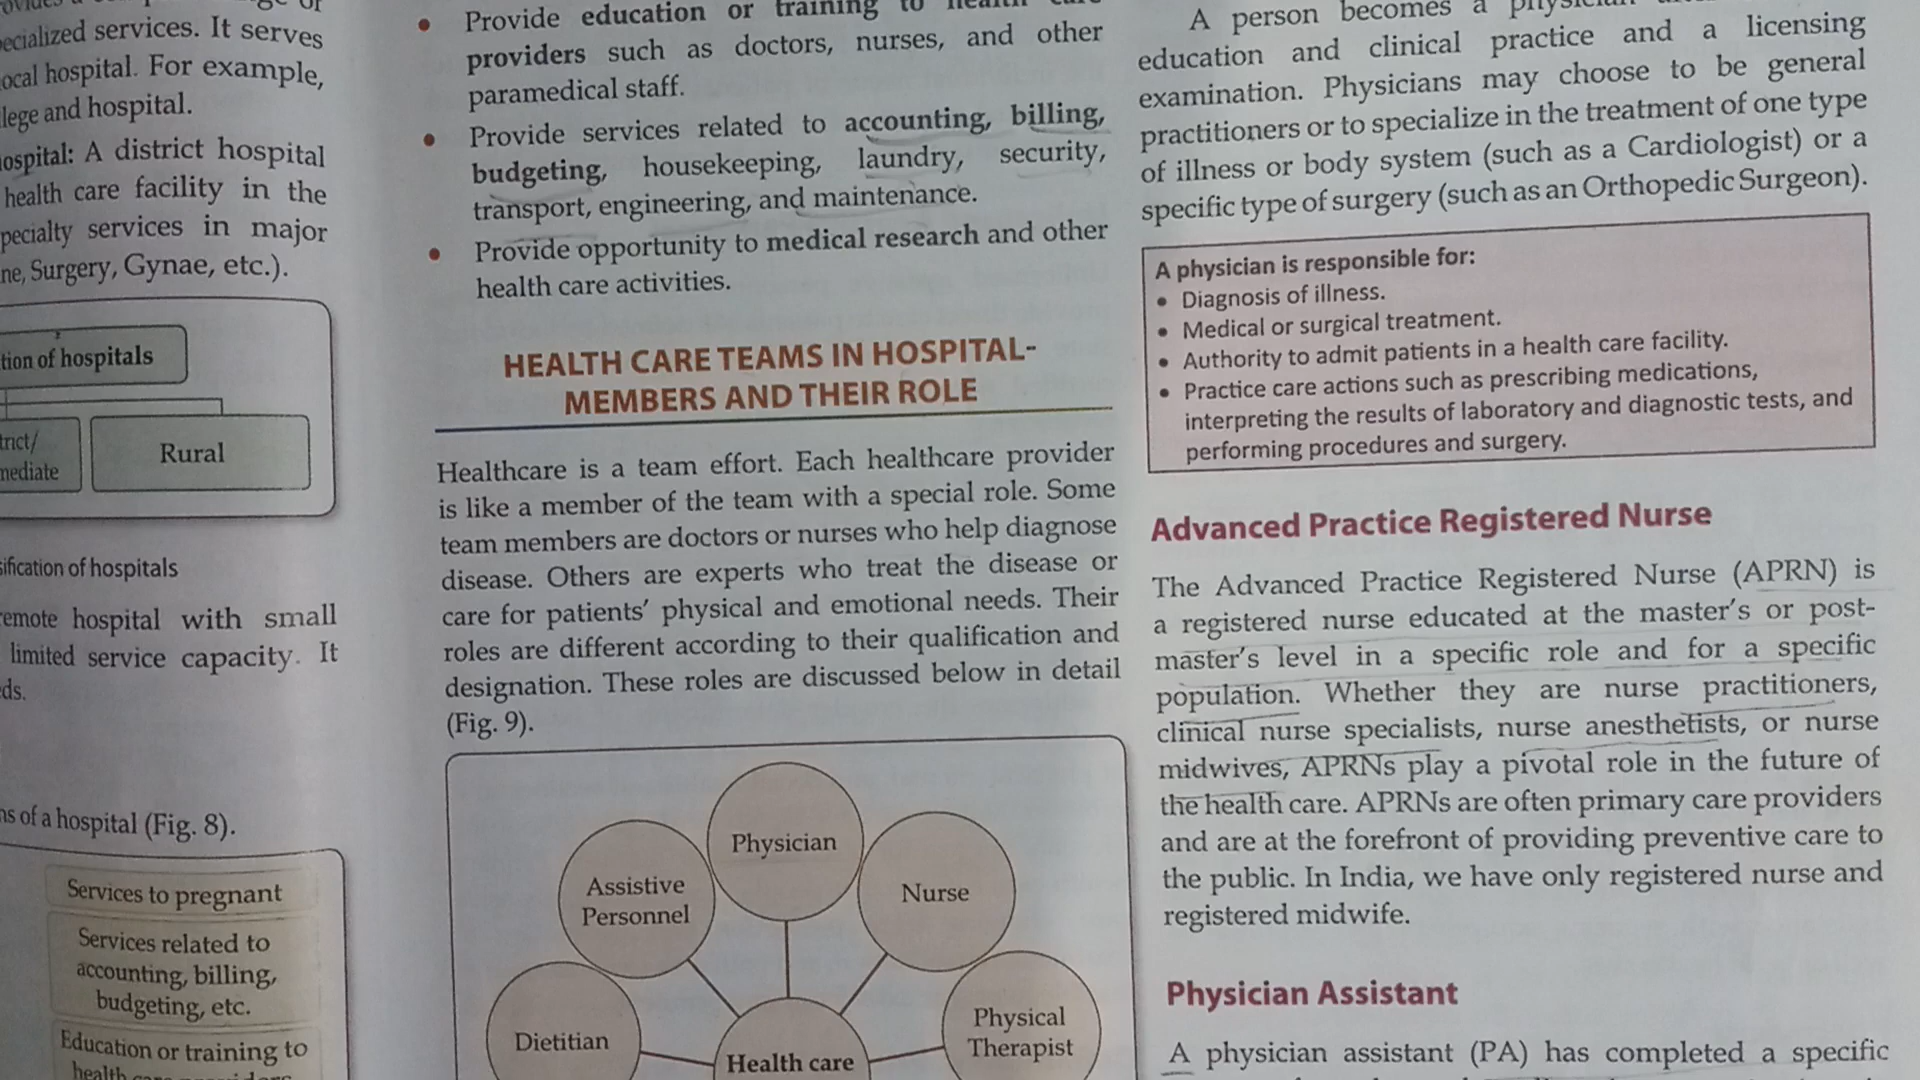 ecialized services. It serves
ocal hospital. For example,
lege and hospital.
ospital: A district hospital
health care facility in the
pecialty services in major
ne, Surgery, Gynae, etc.).
tion of hospitals
trict/
mediate
Rural
sification of hospitals
remote hospital with small
limited service capacity. It
ds.
ns of a hospital (Fig. 8).
Services to pregnant
Services related to
accounting, billing,
budgeting, etc.
Education or training to
health care providers
• Provide education or training to health care
providers such as doctors, nurses, and other
paramedical staff.
• Provide services related to accounting, billing,
budgeting, housekeeping, laundry, security,
transport, engineering, and maintenance.
• Provide opportunity to medical research and other
health care activities.
HEALTH CARE TEAMS IN HOSPITAL-
MEMBERS AND THEIR ROLE
Healthcare is a team effort. Each healthcare provider
is like a member of the team with a special role. Some
team members are doctors or nurses who help diagnose
disease. Others are experts who treat the disease or
care for patients' physical and emotional needs. Their
roles are different according to their qualification and
designation. These roles are discussed below in detail
(Fig. 9).
Physician
Assistive
Personnel
Nurse
Dietitian
Physical
Therapist
Health care
A person becomes a physician
education and clinical practice and a licensing
examination. Physicians may choose to be general
practitioners or to specialize in the treatment of one type
of illness or body system (such as a Cardiologist) or a
specific type of surgery (such as an Orthopedic Surgeon).
A physician is responsible for:
• Diagnosis of illness.
• Medical or surgical treatment.
• Authority to admit patients in a health care facility.
• Practice care actions such as prescribing medications,
interpreting the results of laboratory and diagnostic tests, and
performing procedures and surgery.
Advanced Practice Registered Nurse
The Advanced Practice Registered Nurse (APRN) is
a registered nurse educated at the master's or post-
master's level in a specific role and for a specific
population. Whether they are nurse practitioners,
clinical nurse specialists, nurse anesthetists, or nurse
midwives, APRNs play a pivotal role in the future of
the health care. APRNs are often primary care providers
and are at the forefront of providing preventive care to
the public. In India, we have only registered nurse and
registered midwife.
Physician Assistant
A physician assistant (PA) has completed a specific